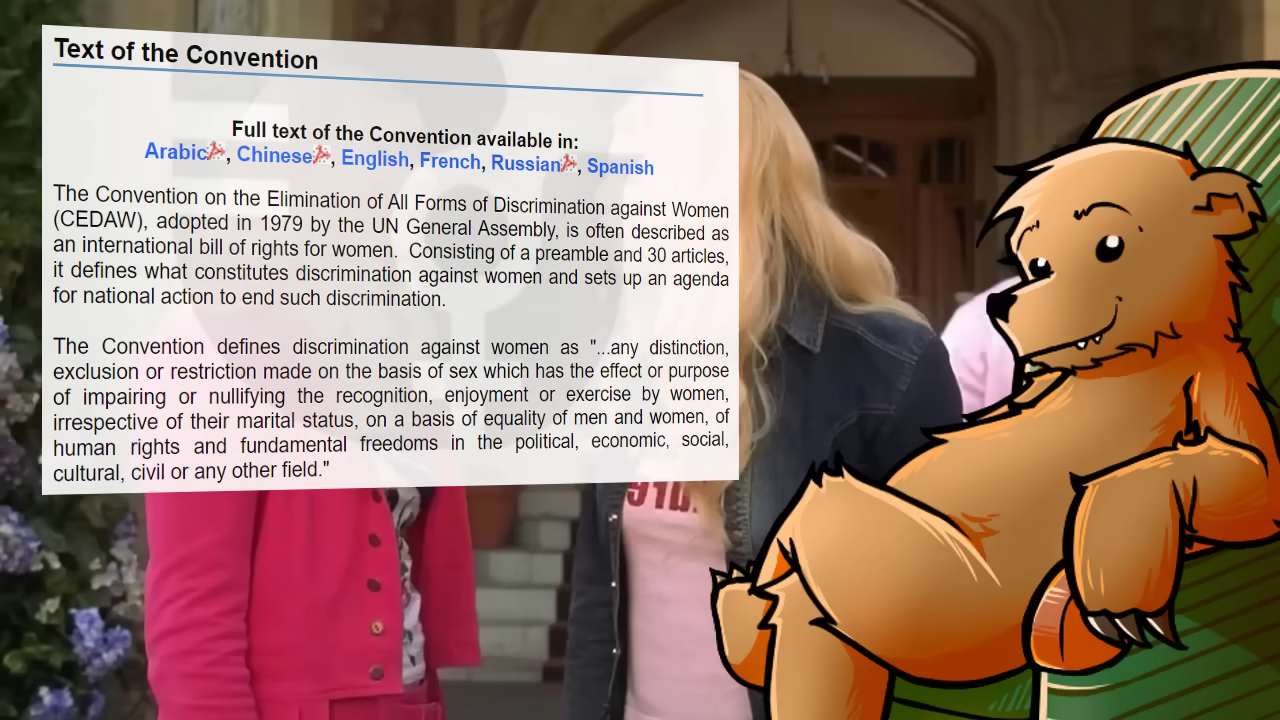 Text of the Convention
Full text of the Convention available in:
Arabic, Chinese, English, French, Russian, Spanish
The Convention on the Elimination of All Forms of Discrimination against Women
(CEDAW), adopted in 1979 by the UN General Assembly, is often described as
an international bill of rights for women. Consisting of a preamble and 30 articles,
it defines what constitutes discrimination against women and sets up an agenda
for national action to end such discrimination.
The Convention defines discrimination against women as "...any distinction,
exclusion or restriction made on the basis of sex which has the effect or purpose
of impairing or nullifying the recognition, enjoyment or exercise by women,
irrespective of their marital status, on a basis of equality of men and women, of
human rights and fundamental freedoms in the political, economic, social,
cultural, civil or any other field."